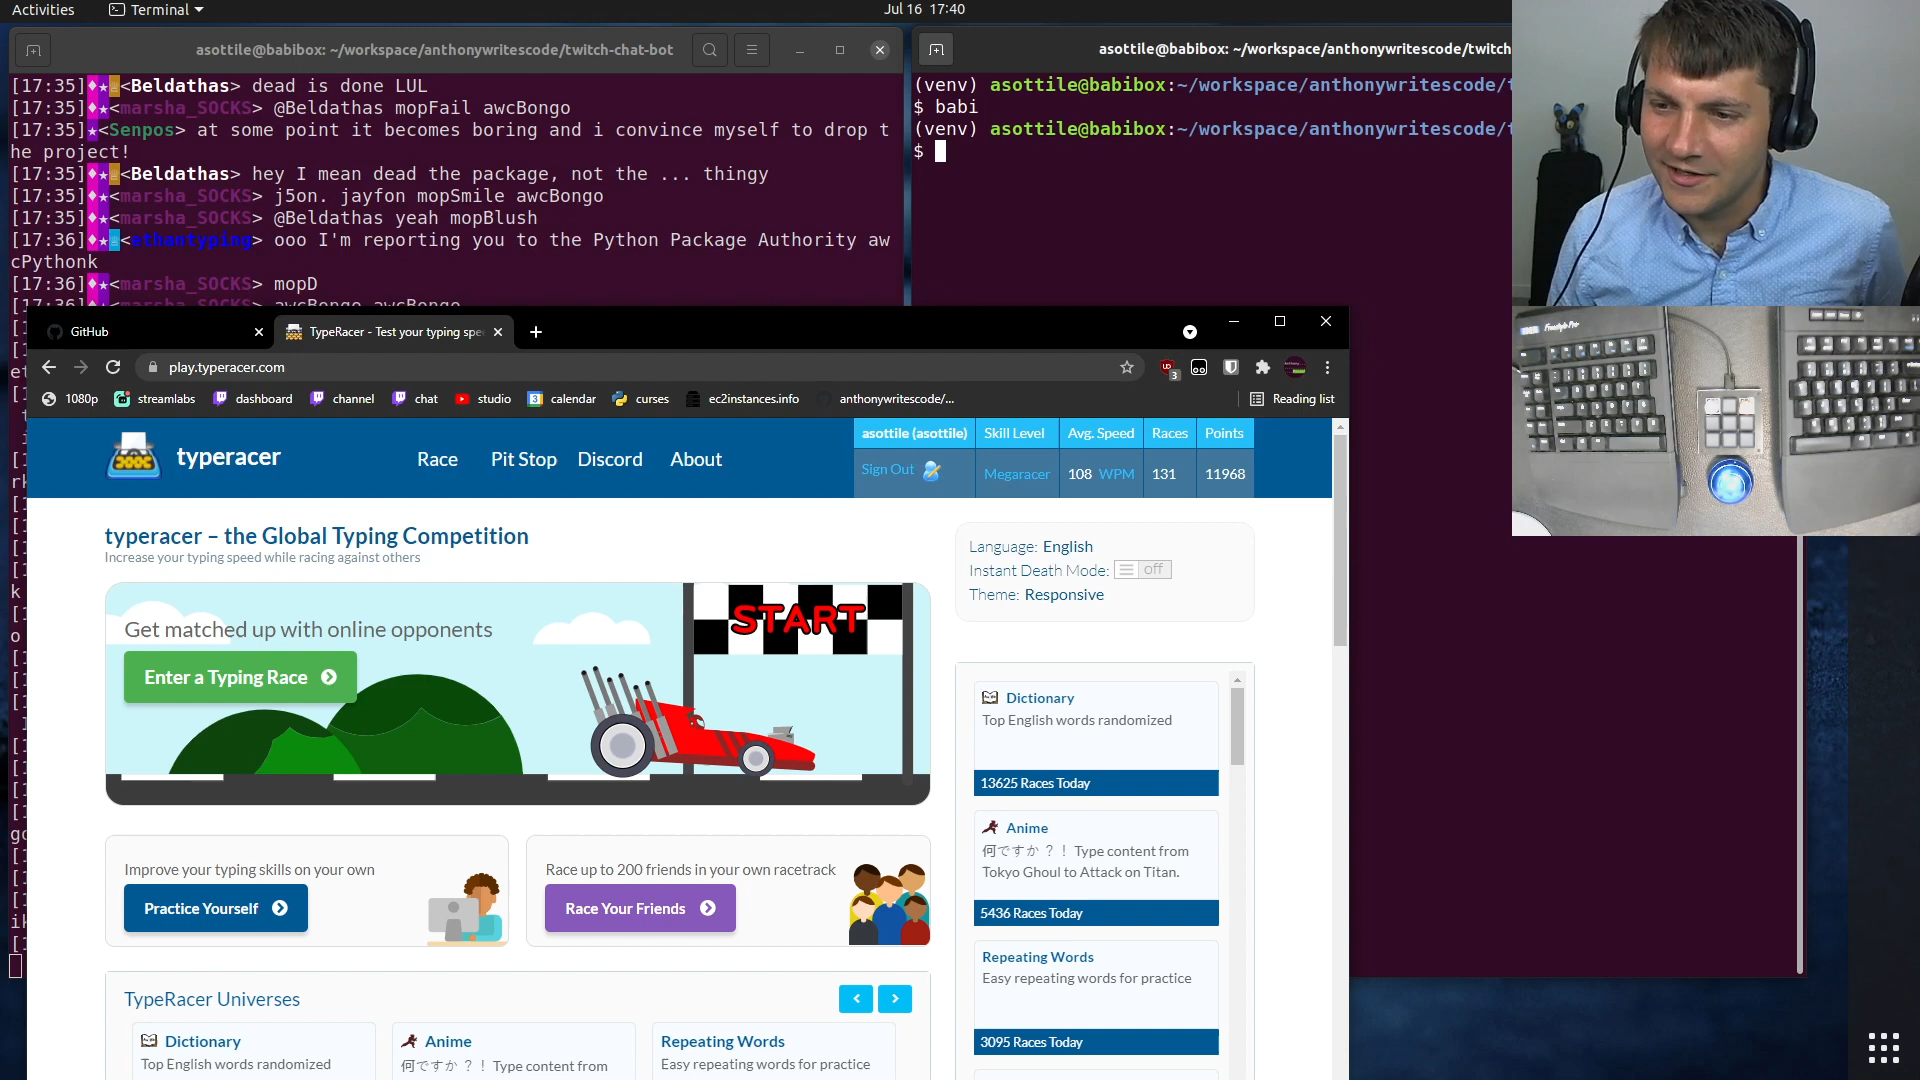 Activities
Terminal
Jul 16 17:40
asottile@babibox: ~/workspace/anthonywritescode/twitch-chat-bot
[17:35] <Beldathas> dead is done LUL
[17:35] <marsha_SOCKS> @Beldathas mopFail awcBongo
[17:35] <Senpos> at some point it becomes boring and i convince myself to drop t
he project!
[17:35] <Beldathas> hey I mean dead the package, not the ... thingy
[17:35] <marsha_SOCKS> j5on. jayfon mopSmile awcBongo
[17:35] <marsha_SOCKS> @Beldathas yeah mopBlush
[17:36] <ethantyping> ooo I'm reporting you to the Python Package Authority aw
cPythonk
[17:36] <marsha_SOCKS> mopD
[17:36] <marsha_SOCKS> awcBongo awcBongo
asottile@babibox: ~/workspace/anthonywritescode/twitch
(venv) asottile@babibox:~/workspace/anthonywritescode/t
$ babi
(venv) asottile@babibox:~/workspace/anthonywritescode/t
$
GitHub
TypeRacer - Test your typing spe
play.typeracer.com
3
1080p
streamlabs
dashboard
channel
chat
studio
calendar
curses
ec2instances.info
anthonywritescode/...
Reading list
typeracer
Race
Pit Stop
Discord
About
asottile (asottile) Skill Level Avg. Speed Races Points
Sign Out Megaracer 108 WPM 131 11968
typeracer – the Global Typing Competition
Increase your typing speed while racing against others
Get matched up with online opponents
START
Enter a Typing Race
Improve your typing skills on your own
Practice Yourself
Race up to 200 friends in your own racetrack
Race Your Friends
TypeRacer Universes
Dictionary
Top English words randomized
Anime
何ですか？！ Type content from
Repeating Words
Easy repeating words for practice
Language: English
Instant Death Mode: off
Theme: Responsive
Dictionary
Top English words randomized
13625 Races Today
Anime
何ですか？！ Type content from
Tokyo Ghoul to Attack on Titan.
5436 Races Today
Repeating Words
Easy repeating words for practice
3095 Races Today
Freestyle Pro